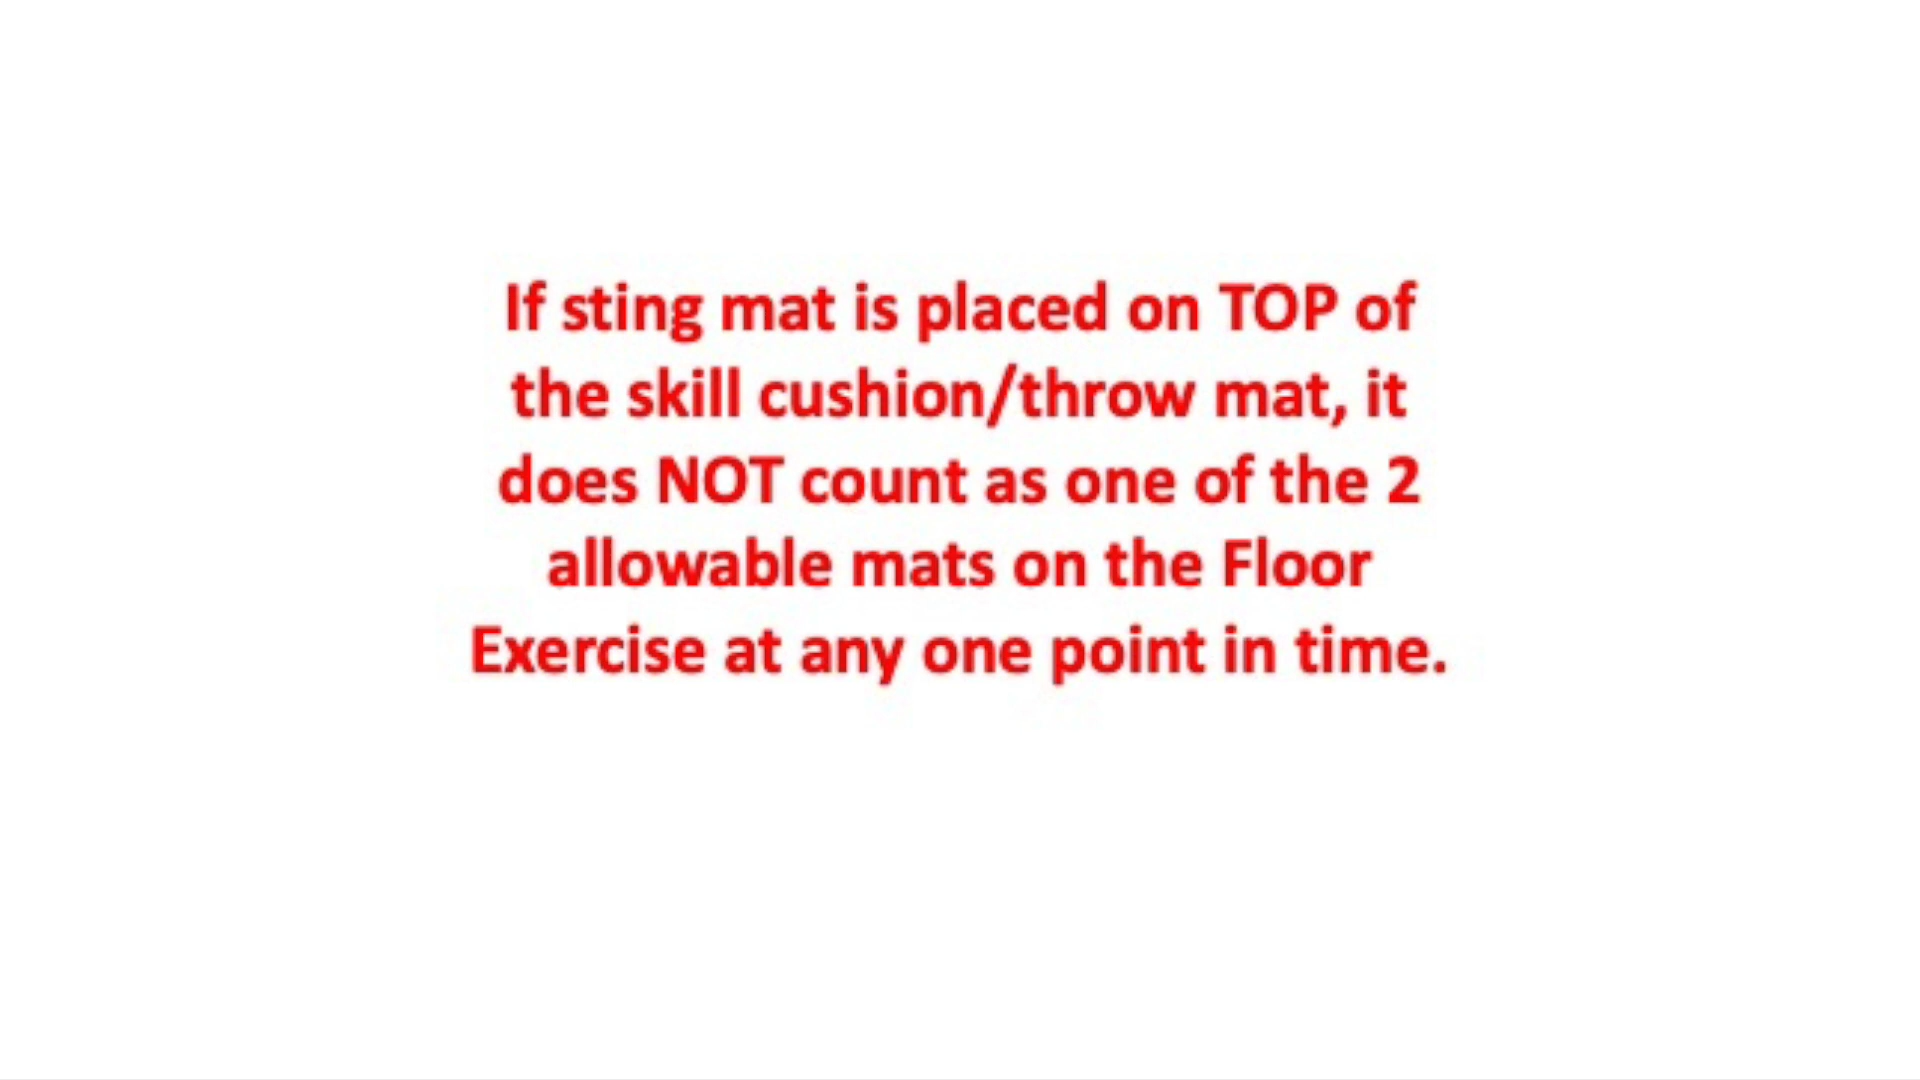 If sting mat is placed on TOP of
the skill cushion/throw mat, it
does NOT count as one of the 2
allowable mats on the Floor
Exercise at any one point in time.